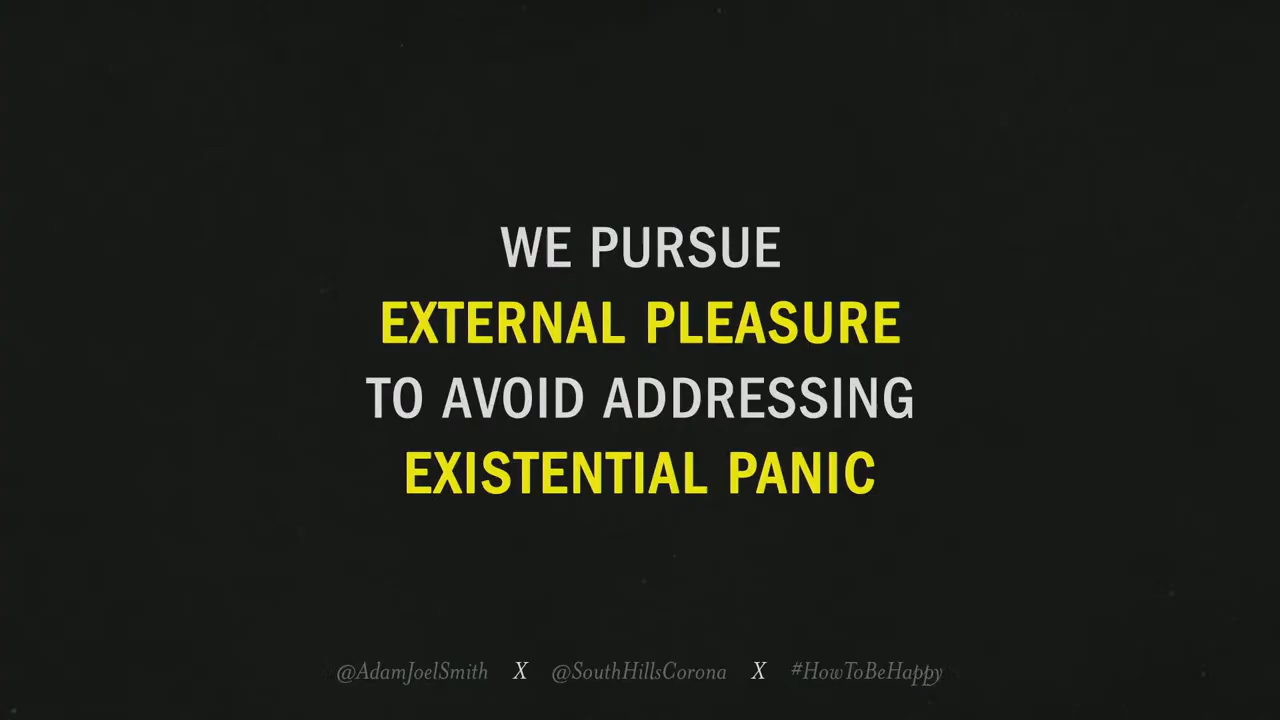 WE PURSUE
EXTERNAL PLEASURE
TO AVOID ADDRESSING
EXISTENTIAL PANIC
@AdamJoelSmith X @SouthHillsCorona X #HowToBeHappy